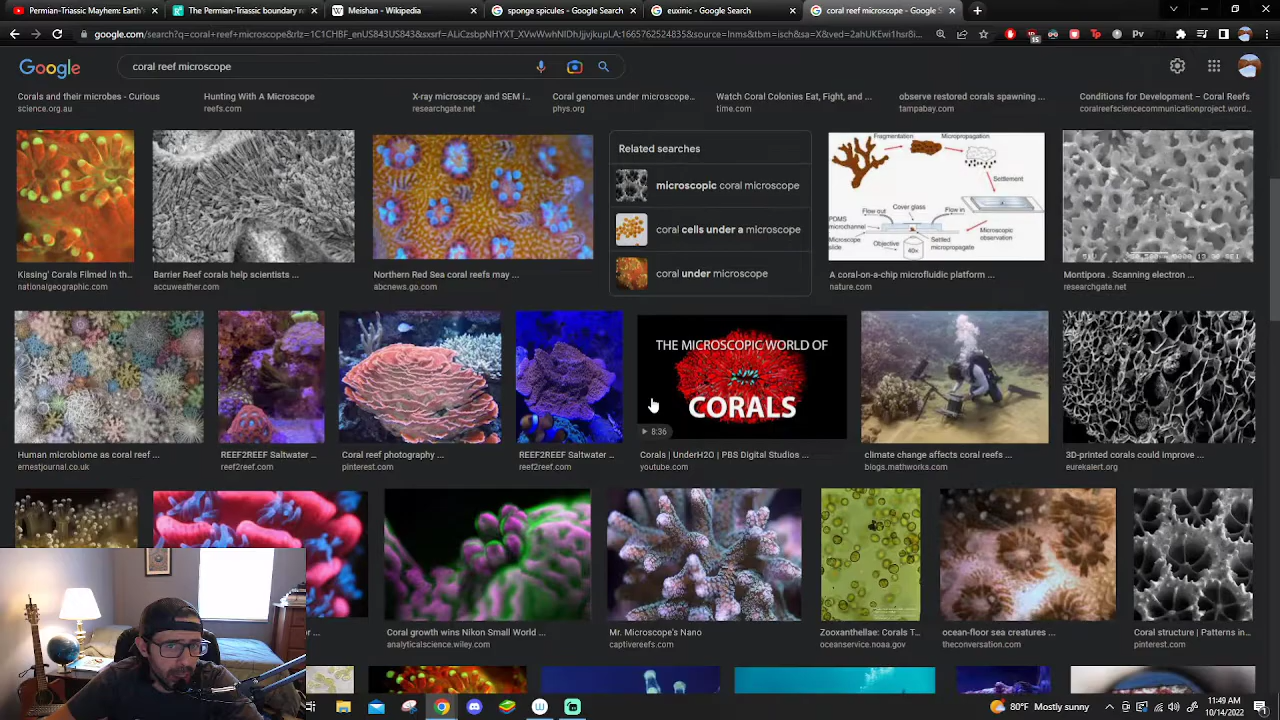 Triassic Mayhem Earth's
The Permian-Triassic boundary re
Meishan - Wikipedia
sponge spicules - Google Search
euxinic - Google Search
coral reef microscope - Google S
Google
coral reef microscope
Corals and their microbes - Curious
science.org.au
Hunting With A Microscope
reefs.com
X-ray microscopy and SEM i...
researchgate.net
Coral genomes under microscope...
phys.org
Watch Coral Colonies Eat, Fight, and ...
time.com
observe restored corals spawning ...
tampabay.com
Conditions for Development – Coral Reefs
coralreefsciencecommunicationproject.word...
Related searches
microscopic coral microscope
coral cells under a microscope
coral under microscope
Fragmentation
Micropropagation
Settlement
Flow out
Cover glass
Flow in
PDMS
microchannel
Microscope
slide
Objective
40x
Settled
micropropagate
Microscopic
observation
Kissing' Corals Filmed in th...
nationalgeographic.com
Barrier Reef corals help scientists ...
accuweather.com
Northern Red Sea coral reefs may ...
abcnews.go.com
A coral-on-a-chip microfluidic platform ...
nature.com
Montipora . Scanning electron ...
researchgate.net
THE MICROSCOPIC WORLD OF
CORALS
8:36
Human microbiome as coral reef ...
ernestjournal.co.uk
REEF2REEF Saltwater ...
reef2reef.com
Coral reef photography ...
pinterest.com
REEF2REEF Saltwater ...
reef2reef.com
Corals | UnderH2O | PBS Digital Studios ...
youtube.com
climate change affects coral reefs ...
blogs.mathworks.com
3D-printed corals could improve ...
eurekalert.org
Coral growth wins Nikon Small World ...
analyticalscience.wiley.com
Mr. Microscope's Nano
captivereefs.com
Zooxanthellae: Corals T...
oceanservice.noaa.gov
ocean-floor sea creatures ...
theconversation.com
Coral structure | Patterns in...
pinterest.com
80°F Mostly sunny
11:49 AM
10/14/2022